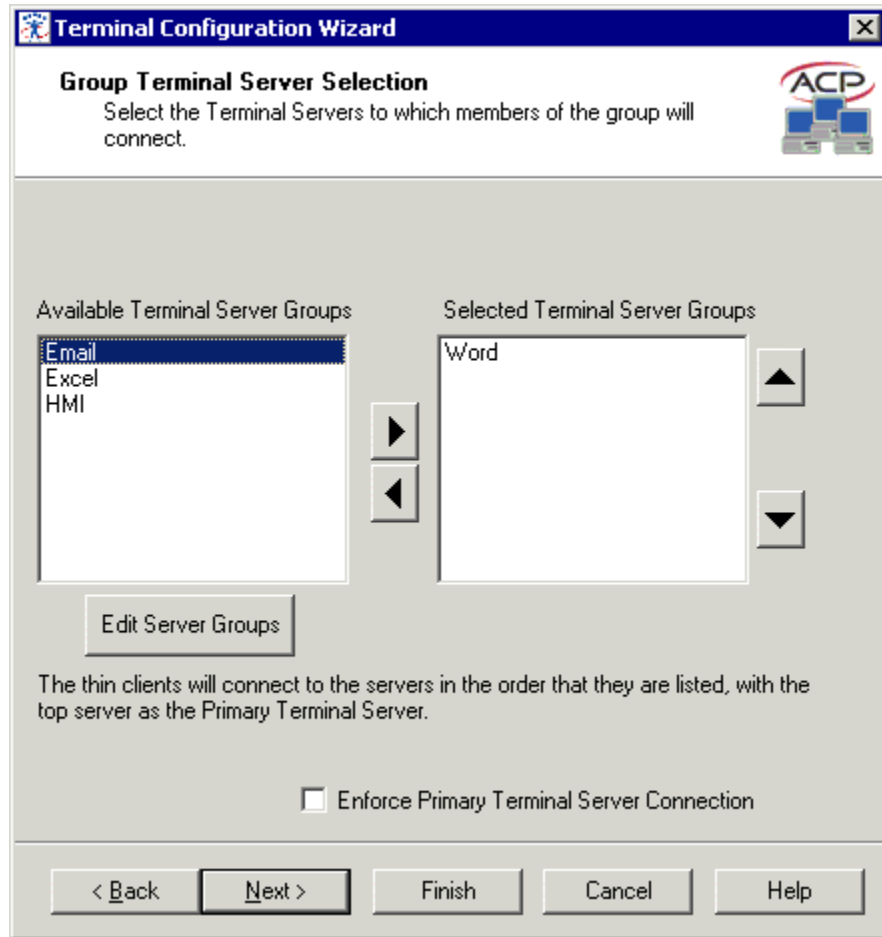 Terminal Configuration Wizard
Group Terminal Server Selection
Select the Terminal Servers to which members of the group will
connect.
ACP
Available Terminal Server Groups
Selected Terminal Server Groups
Email
Excel
HMI
Word
Edit Server Groups
The thin clients will connect to the servers in the order that they are listed, with the
top server as the Primary Terminal Server.
Enforce Primary Terminal Server Connection
< Back
Next >
Finish
Cancel
Help